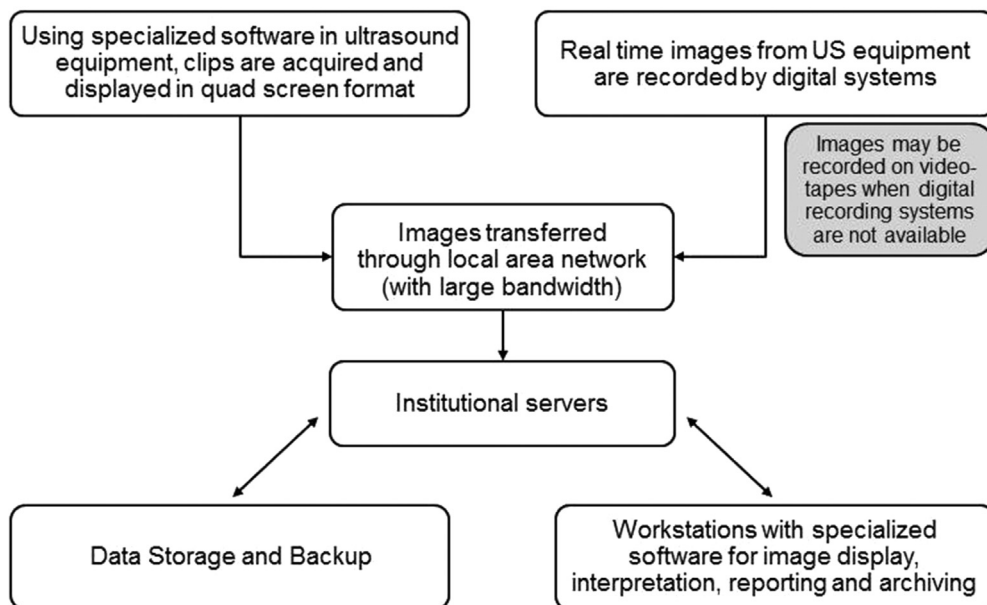 Using specialized software in ultrasound
equipment, clips are acquired and
displayed in quad screen format
Real time images from US equipment
are recorded by digital systems
Images may be
recorded on video-
tapes when digital
recording systems
are not available
Images transferred
through local area network
(with large bandwidth)
Institutional servers
Data Storage and Backup
Workstations with specialized
software for image display,
interpretation, reporting and archiving